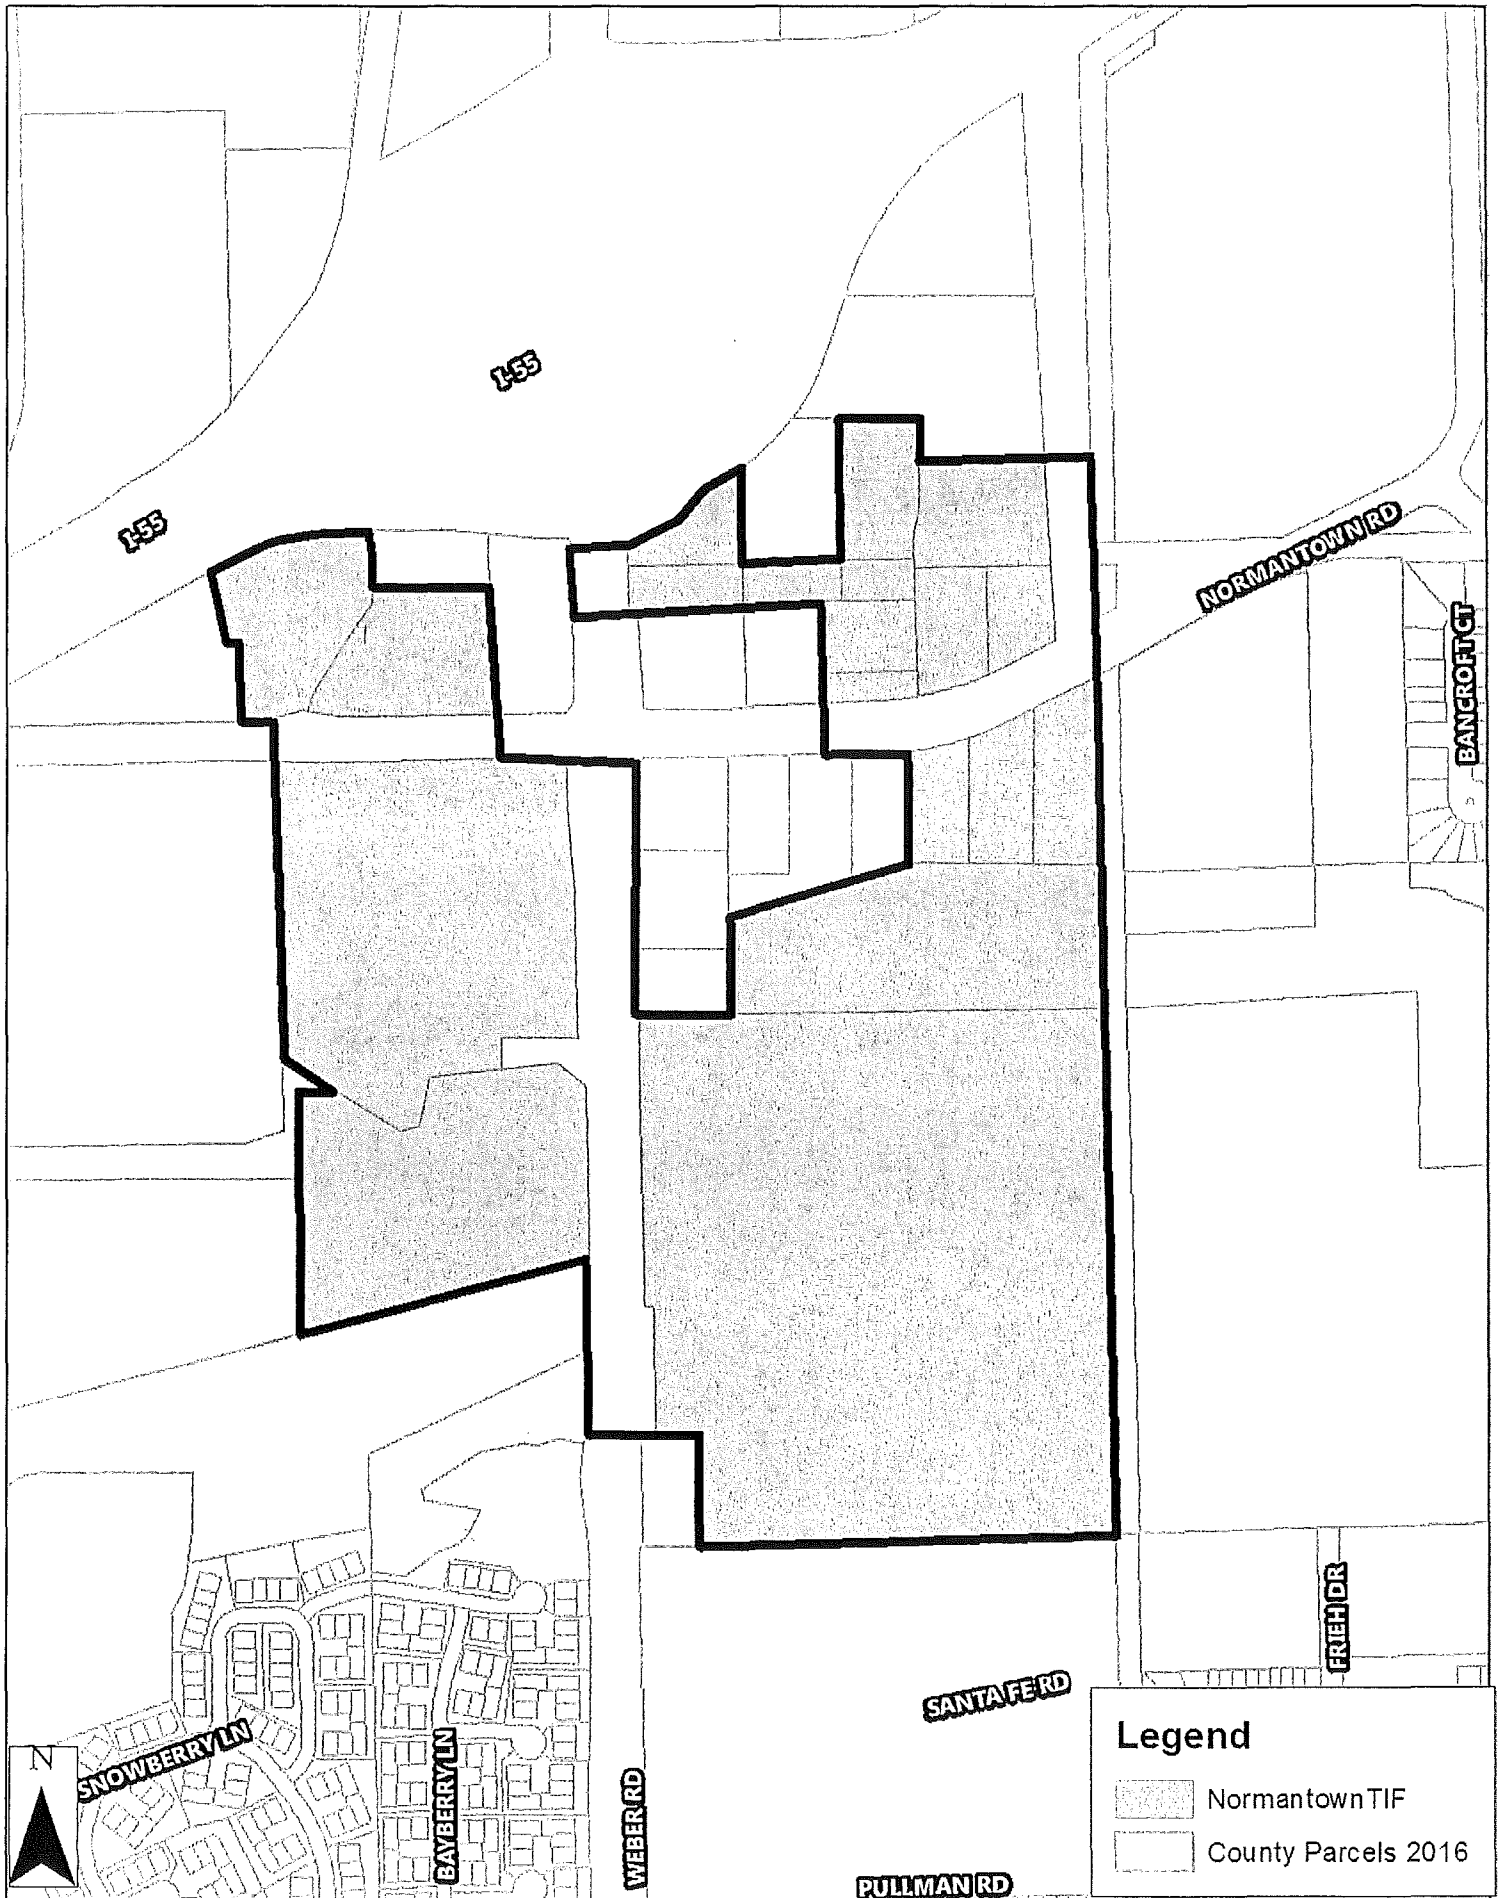 I-55
I-55
NORMANTOWN RD
BANCROFT CT
FRIEH DR
SANTA FE RD
SNOWBERRY LN
BAYBERRY LN
WEBER RD
PULLMAN RD
N
Legend
NormantownTIF
County Parcels 2016